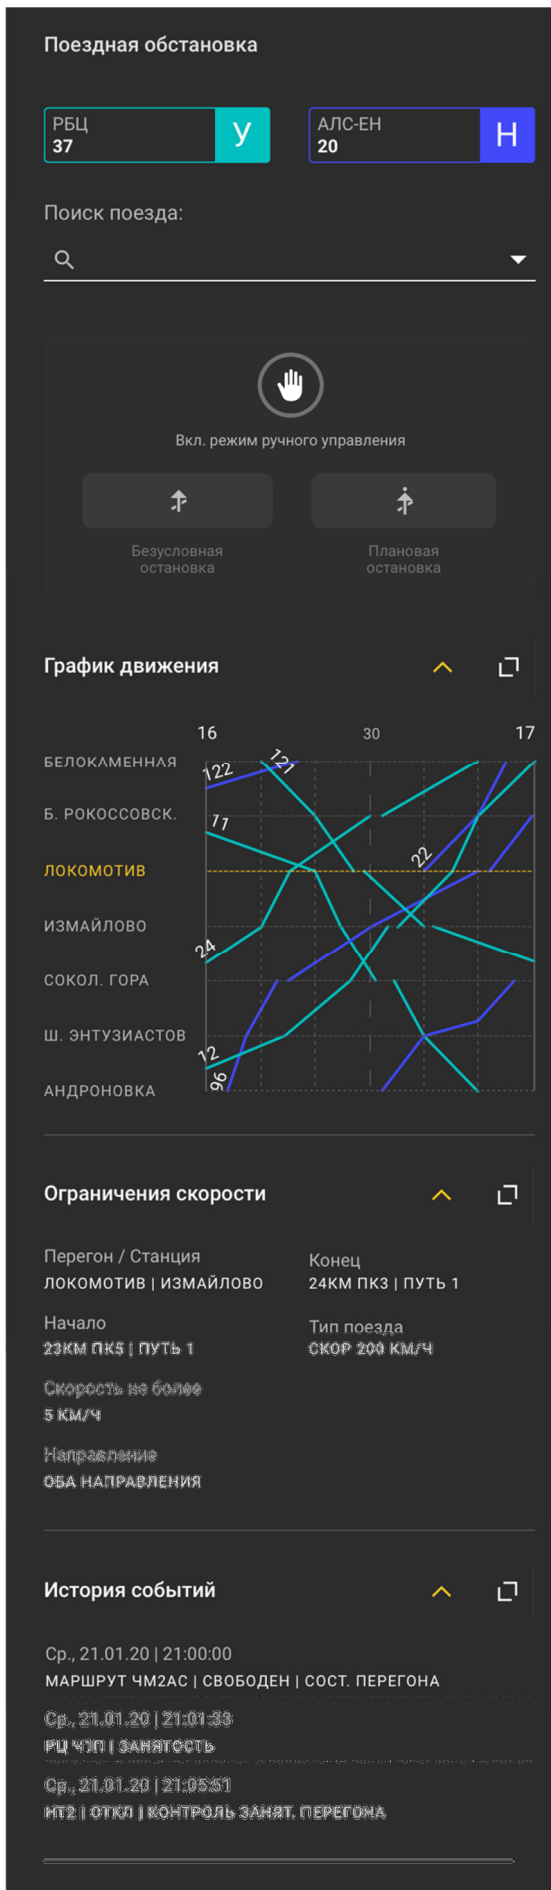 Поездная обстановка
РБЦ
37
У
АЛС-ЕН
20
Н
Поиск поезда:
Вкл. режим ручного управления
Безусловная
остановка
Плановая
остановка
График движения
16
30
17
БЕЛОКАМЕННАЯ
122
121
Б. РОКОССОВСК.
11
ЛОКОМОТИВ
22
ИЗМАЙЛОВО
24
СОКОЛ. ГОРА
Ш. ЭНТУЗИАСТОВ
12
96
АНДРОНОВКА
Ограничения скорости
Перегон / Станция
ЛОКОМОТИВ | ИЗМАЙЛОВО
Конец
24КМ ПК3 | ПУТЬ 1
Начало
23КМ ПК5 | ПУТЬ 1
Тип поезда
СКОР 200 КМ/Ч
Скорость не более
5 КМ/Ч
Направление
ОБА НАПРАВЛЕНИЯ
История событий
Ср., 21.01.20 | 21:00:00
МАРШРУТ ЧМ2АС | СВОБОДЕН | СОСТ. ПЕРЕГОНА
Ср., 21.01.20 | 21:01:33
РЦ Ч1П | ЗАНЯТОСТЬ
Ср., 21.01.20 | 21:05:51
НТ2 | ОТКЛ | КОНТРОЛЬ ЗАНЯТ. ПЕРЕГОНА